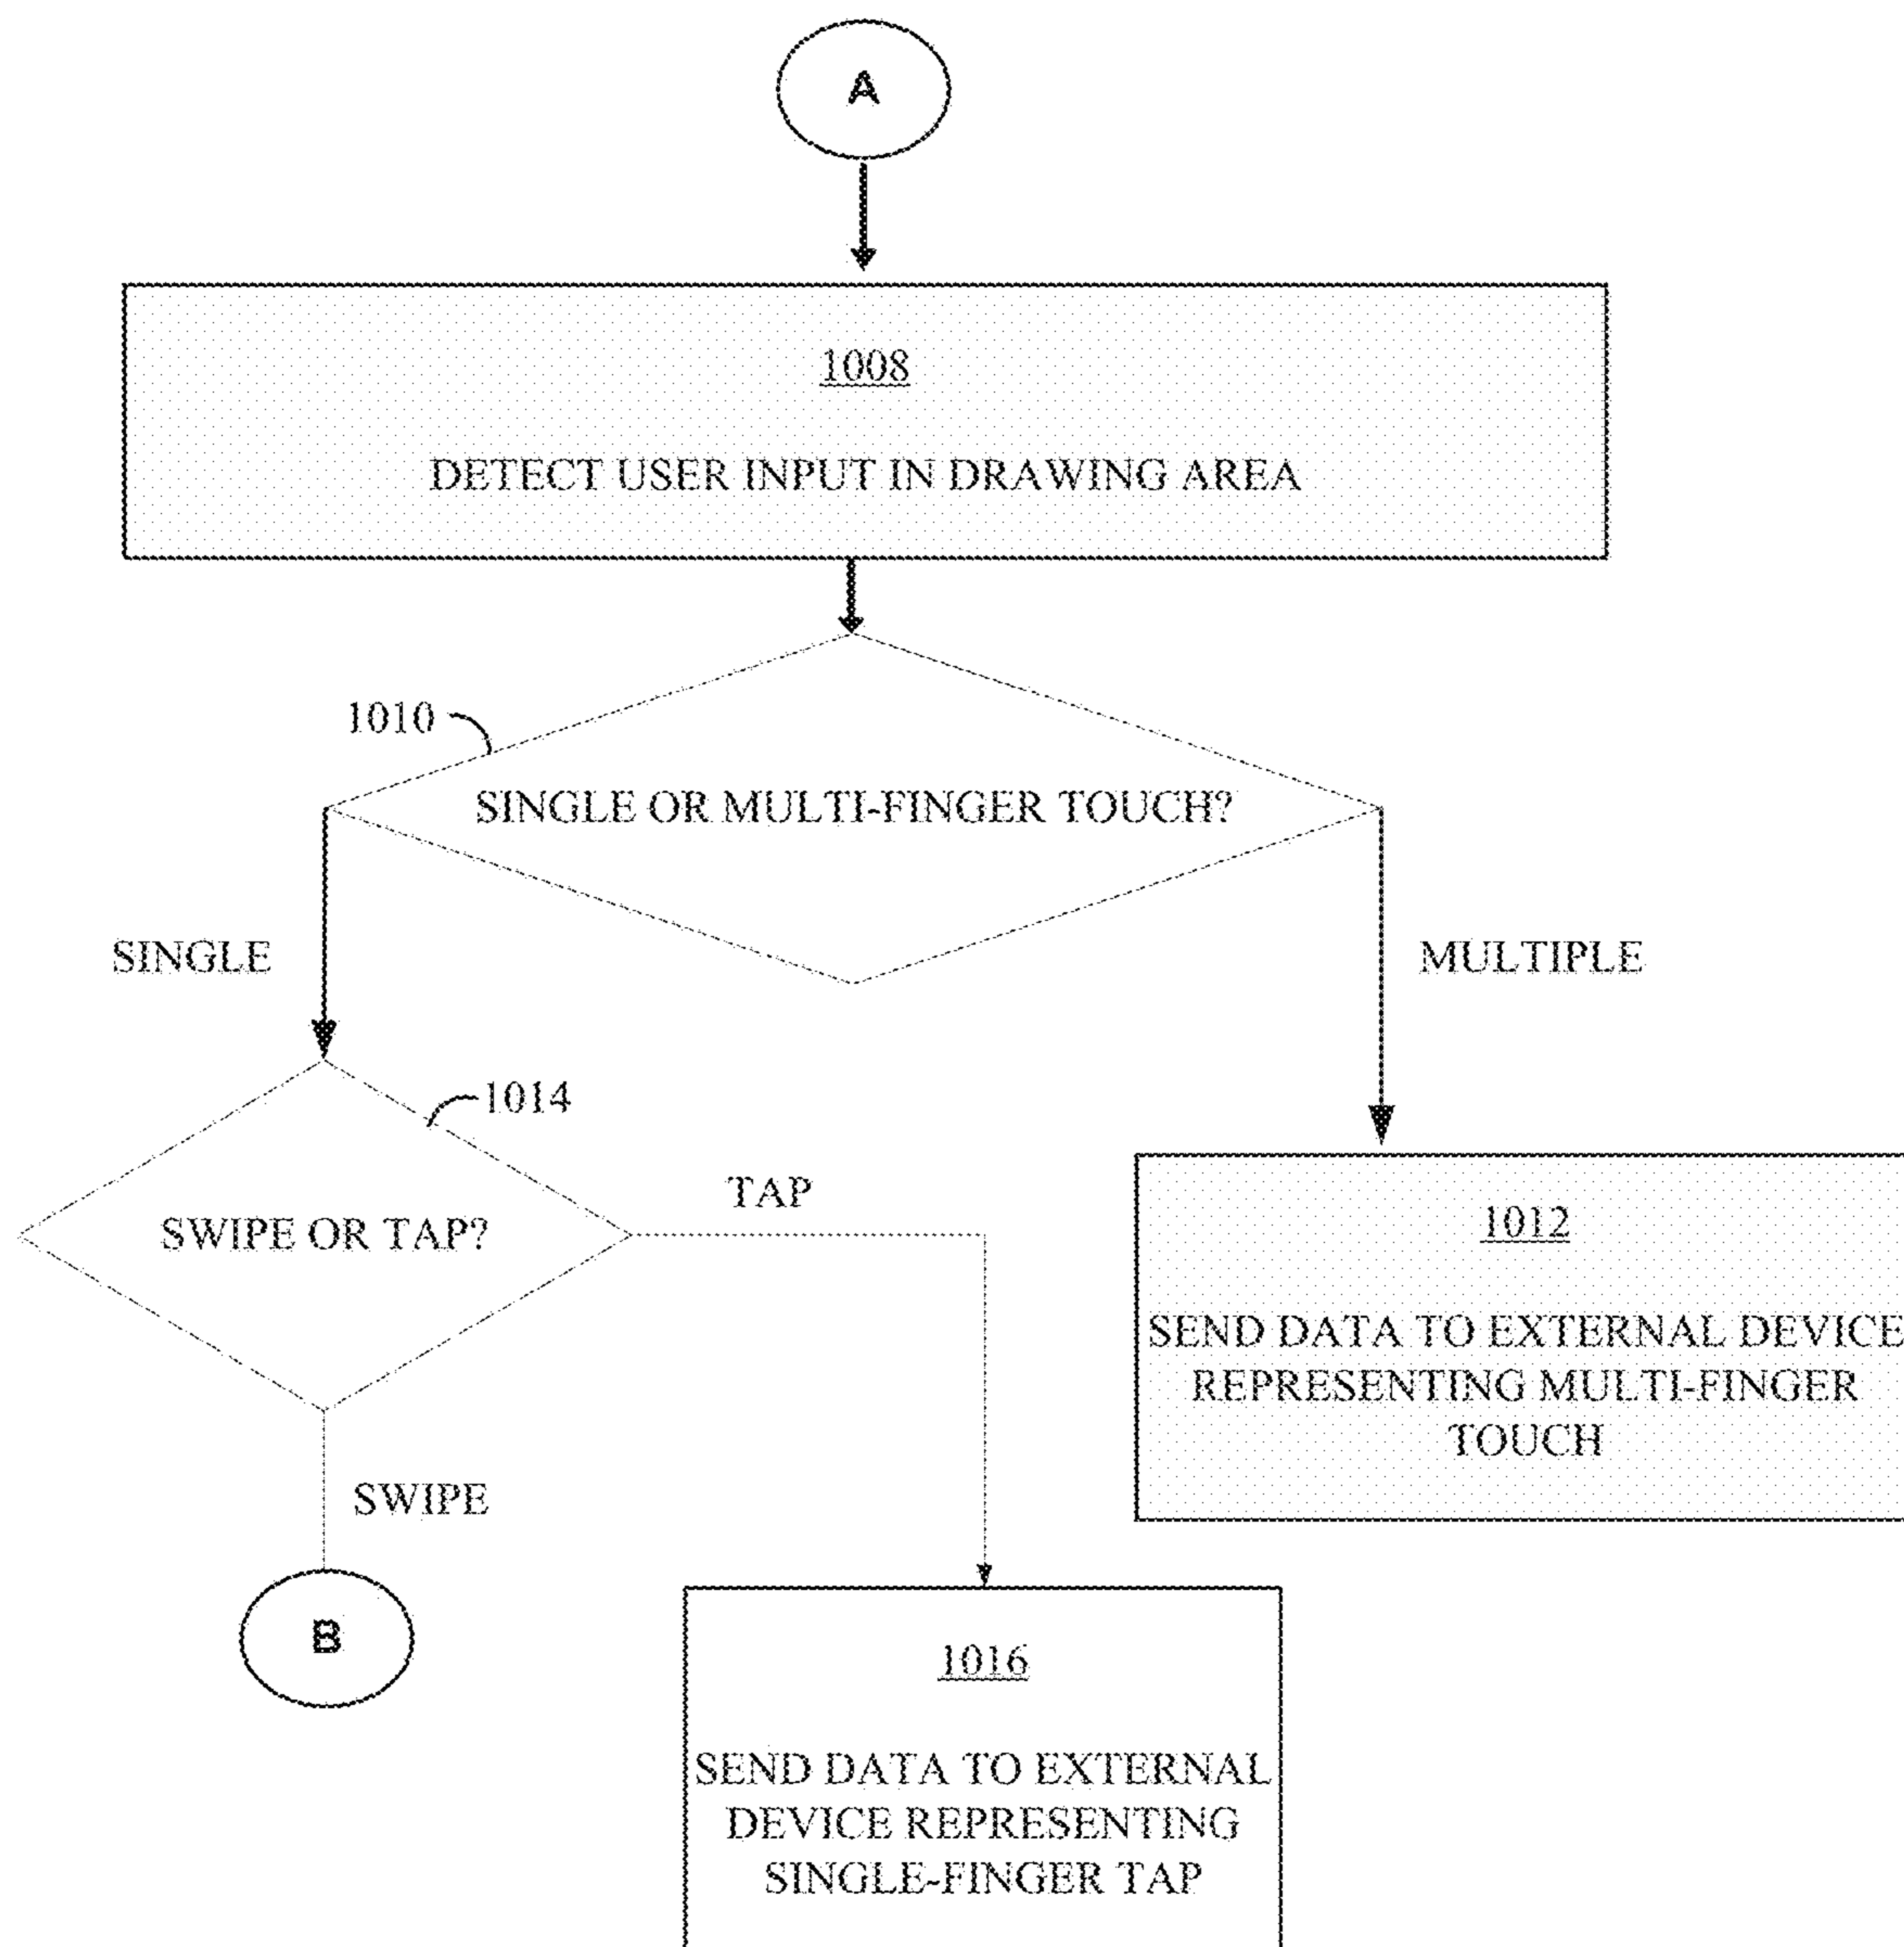 A
1008
DETECT USER INPUT IN DRAWING AREA
1010
SINGLE OR MULTI-FINGER TOUCH?
SINGLE
MULTIPLE
1014
SWIPE OR TAP?
TAP
1012
SEND DATA TO EXTERNAL DEVICE
REPRESENTING MULTI-FINGER
TOUCH
SWIPE
B
1016
SEND DATA TO EXTERNAL
DEVICE REPRESENTING
SINGLE-FINGER TAP